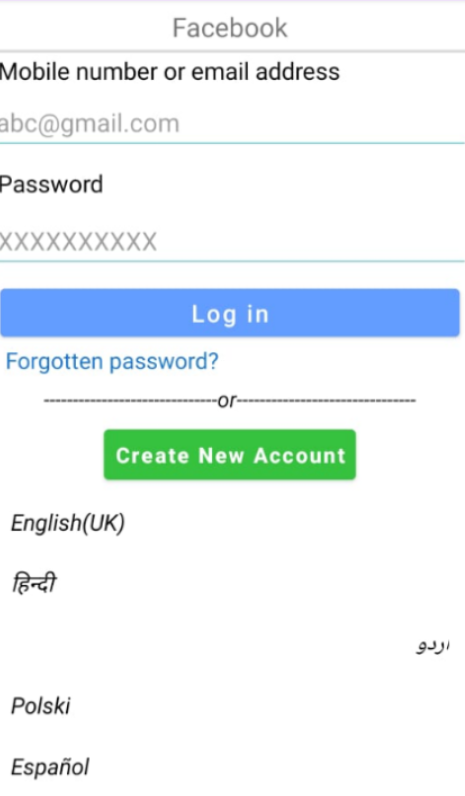 Facebook
Mobile number or email address
abc@gmail.com
Password
XXXXXXXXXX
Log in
Forgotten password?
------------------------------or-------------------------------
Create New Account
English(UK)
हिन्दी
اردو
Polski
Español